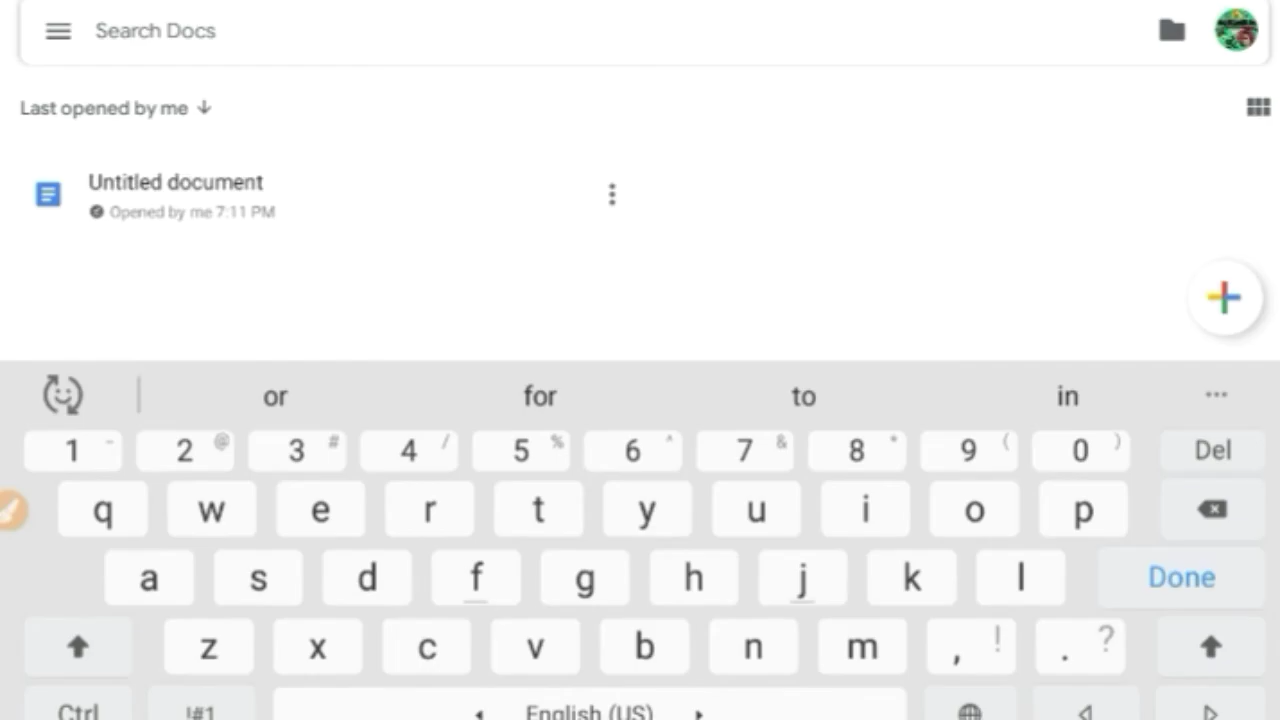 Search Docs
Last opened by me
Untitled document
Opened by me 7:11 PM
or for to in ...
1 - 2 @ 3 # 4 / 5 % 6 ^ 7 & 8 * 9 ( 0 ) Del
q w e r t y u i o p
a s d f g h j k l Done
z x c v b n m , ! . ?
Ctrl !#1 English (US)